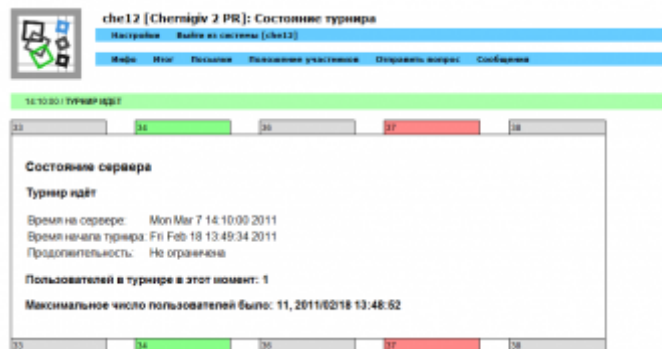 che12 [Chernigiv 2 PR]: Состояние турнира
Настройки Выйти из системы [che12]
Инфо Итог Посылки Положение участников Отправить вопрос Сообщения
14:10:00 / ТУРНИР ИДЁТ
33 34 36 37 38
Состояние сервера
Турнир идёт
Время на сервере: Mon Mar 7 14:10:00 2011
Время начала турнира: Fri Feb 18 13:49:34 2011
Продолжительность: Не ограничена
Пользователей в турнире в этот момент: 1
Максимальное число пользователей было: 11, 2011/02/18 13:48:52
33 34 36 37 38